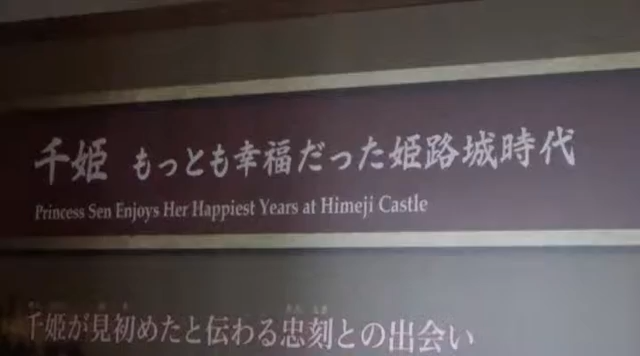 千姫 もっとも幸福だった姫路城時代
Princess Sen Enjoys Her Happiest Years at Himeji Castle
千姫が見初めたと伝わる忠刻との出会い